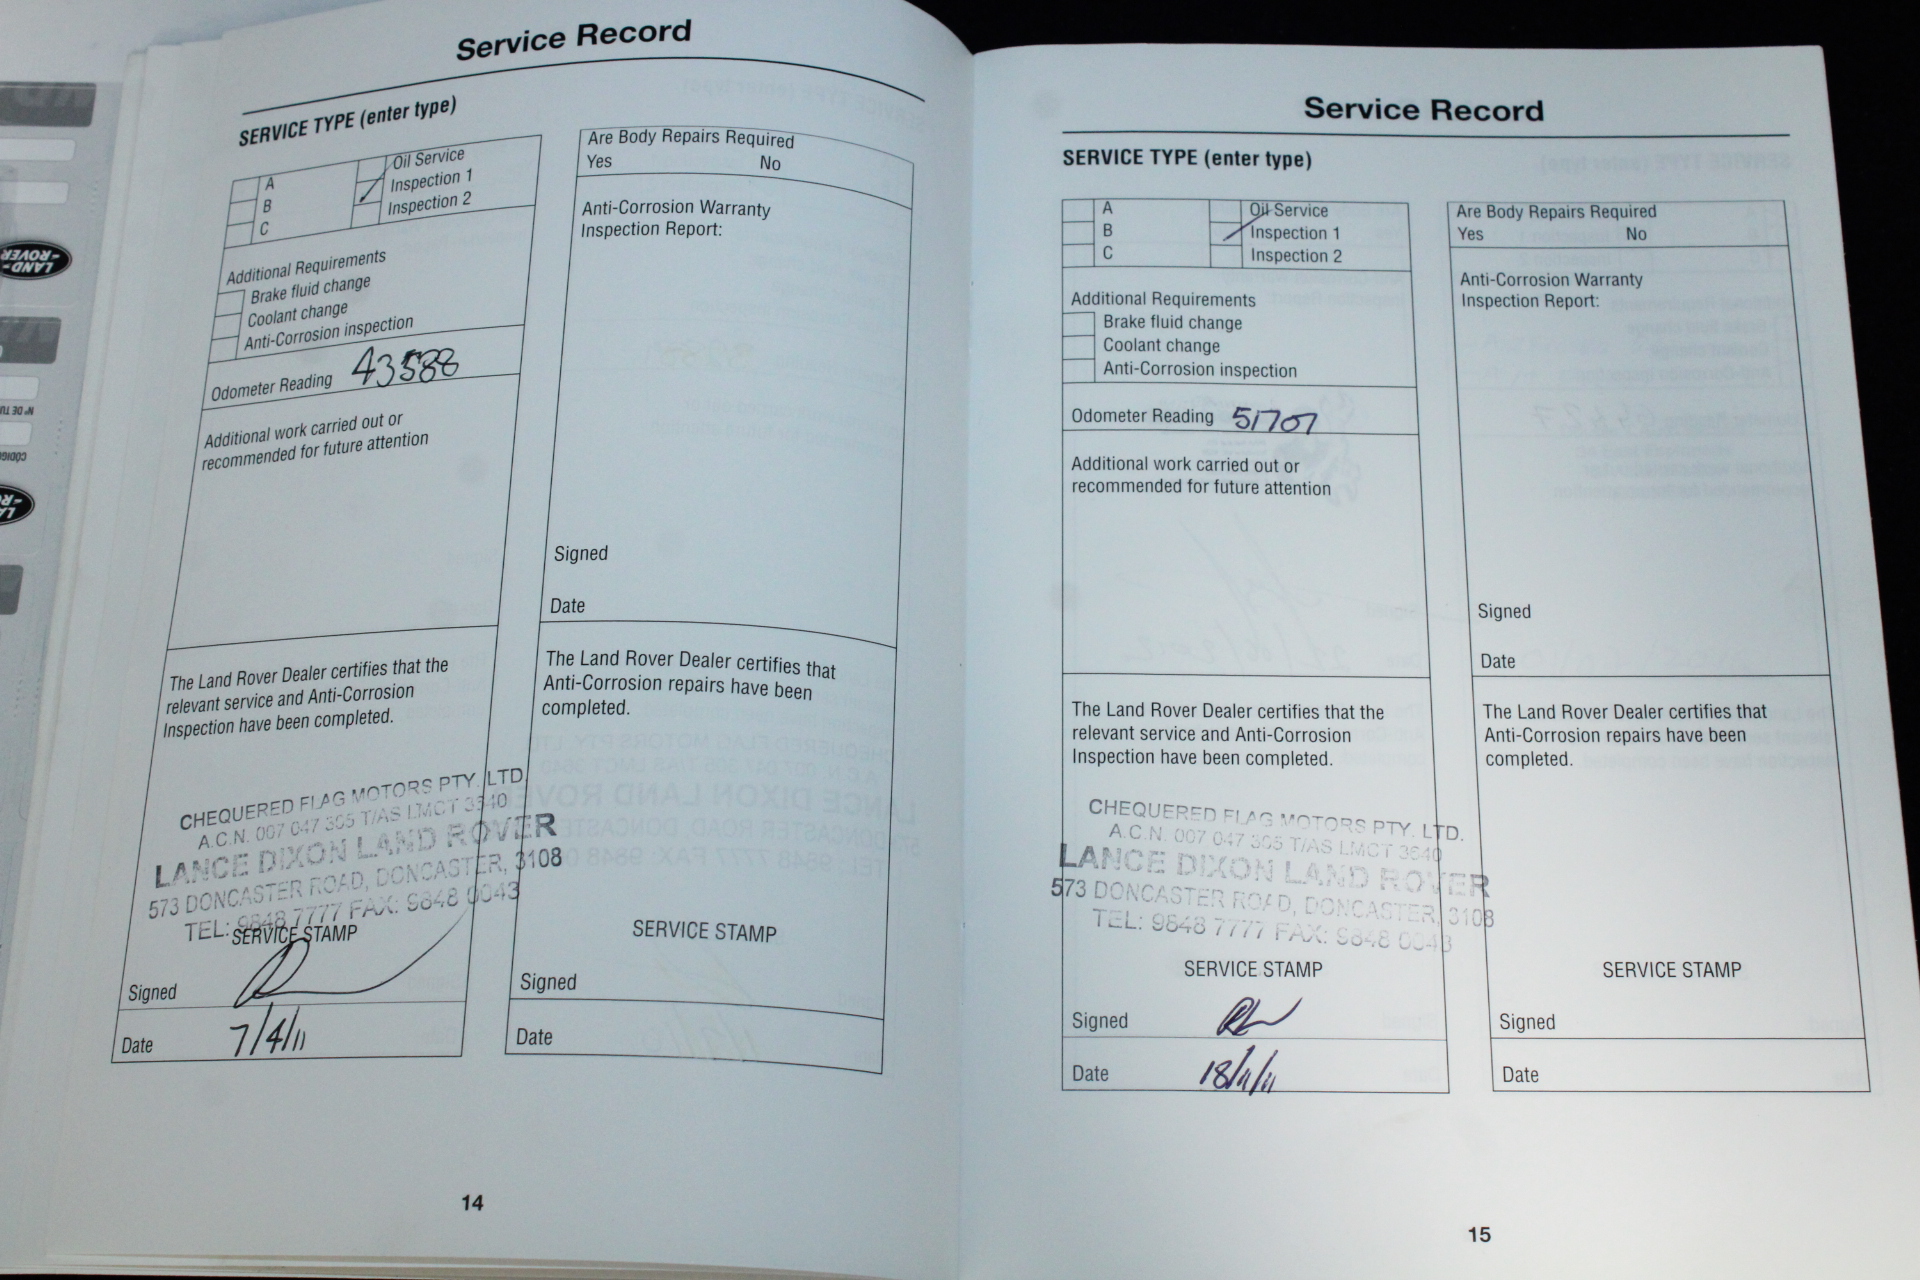 Service Record
SERVICE TYPE (enter type)
A
B
C
Oil Service
Inspection 1
Inspection 2
Additional Requirements
Brake fluid change
Coolant change
Anti-Corrosion inspection
Odometer Reading 43588
Additional work carried out or
recommended for future attention
The Land Rover Dealer certifies that the
relevant service and Anti-Corrosion
Inspection have been completed.
CHEQUERED FLAG MOTORS PTY. LTD
A.C.N. 007 047 305 T/AS LMCT 3640
LANCE DIXON LAND ROVER
573 DONCASTER ROAD, DONCASTER, 3108
TEL: 9848 7777 FAX: 9848 0043
SERVICE STAMP
Signed
Date 7/4/11
Are Body Repairs Required
Yes No
Anti-Corrosion Warranty
Inspection Report:
Signed
Date
The Land Rover Dealer certifies that
Anti-Corrosion repairs have been
completed.
SERVICE STAMP
Signed
Date
14
Service Record
SERVICE TYPE (enter type)
A
B
C
Oil Service
Inspection 1
Inspection 2
Additional Requirements
Brake fluid change
Coolant change
Anti-Corrosion inspection
Odometer Reading 51707
Additional work carried out or
recommended for future attention
The Land Rover Dealer certifies that the
relevant service and Anti-Corrosion
Inspection have been completed.
CHEQUERED FLAG MOTORS PTY. LTD.
A.C.N. 007 047 305 T/AS LMCT 3640
LANCE DIXON LAND ROVER
573 DONCASTER ROAD, DONCASTER, 3108
TEL: 9848 7777 FAX: 9848 0043
SERVICE STAMP
Signed
Date 18/11/11
Are Body Repairs Required
Yes No
Anti-Corrosion Warranty
Inspection Report:
Signed
Date
The Land Rover Dealer certifies that
Anti-Corrosion repairs have been
completed.
SERVICE STAMP
Signed
Date
15
LAND-
ROVER